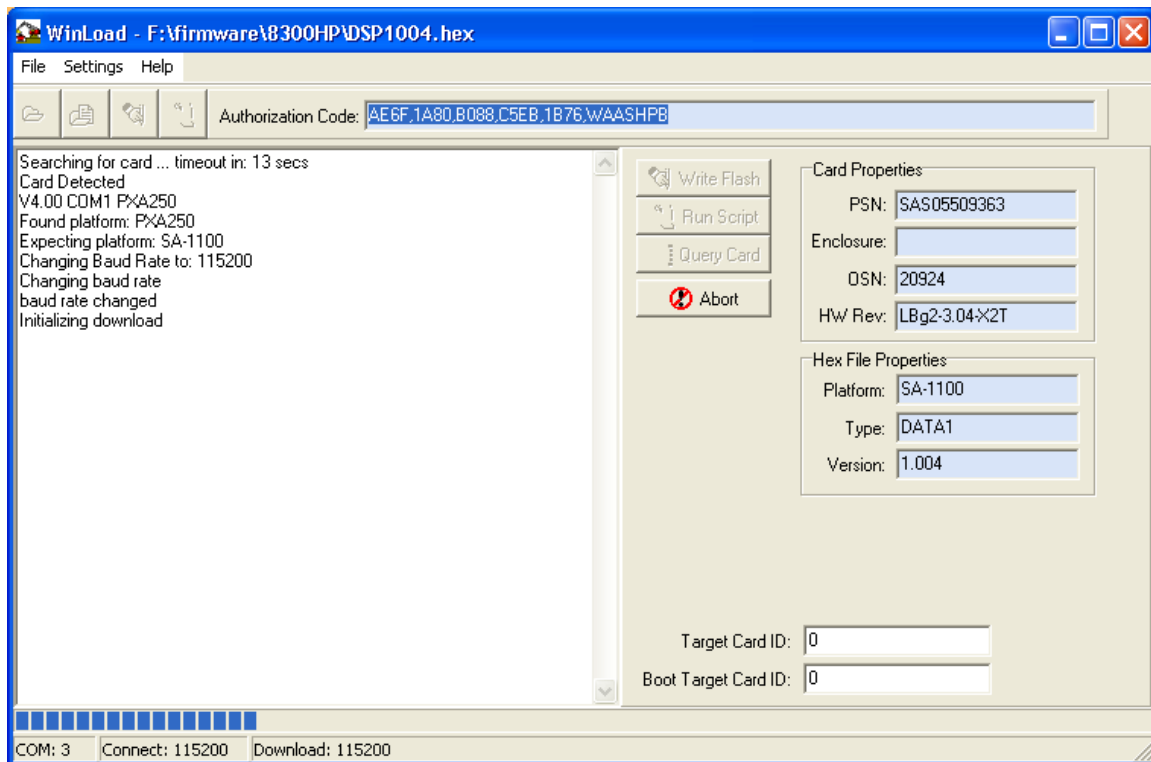 WinLoad - F:\firmware\8300HP\DSP1004.hex
File Settings Help
Authorization Code: AE6F,1A80,B088,C5EB,1B76,WAASHPB
Searching for card ... timeout in: 13 secs
Card Detected
V4.00 COM1 PXA250
Found platform: PXA250
Expecting platform: SA-1100
Changing Baud Rate to: 115200
Changing baud rate
baud rate changed
Initializing download
Write Flash
Run Script
Query Card
Abort
Card Properties
PSN: SAS05509363
Enclosure:
OSN: 20924
HW Rev: LBg2-3.04-X2T
Hex File Properties
Platform: SA-1100
Type: DATA1
Version: 1.004
Target Card ID: 0
Boot Target Card ID: 0
COM: 3 Connect: 115200 Download: 115200